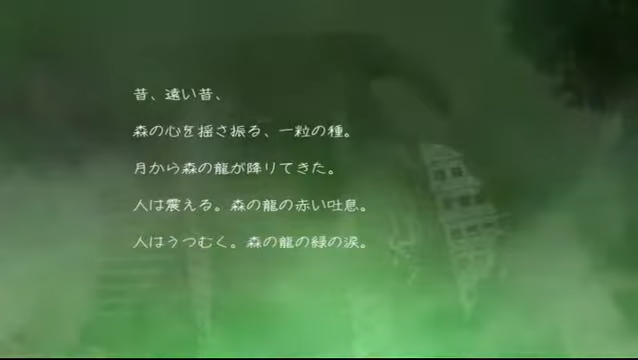 昔、遠い昔、
森の心を揺さ振る、一粒の種。
月から森の龍が降りてきた。
人は震える。森の龍の赤い吐息。
人はうつむく。森の龍の緑の涙。